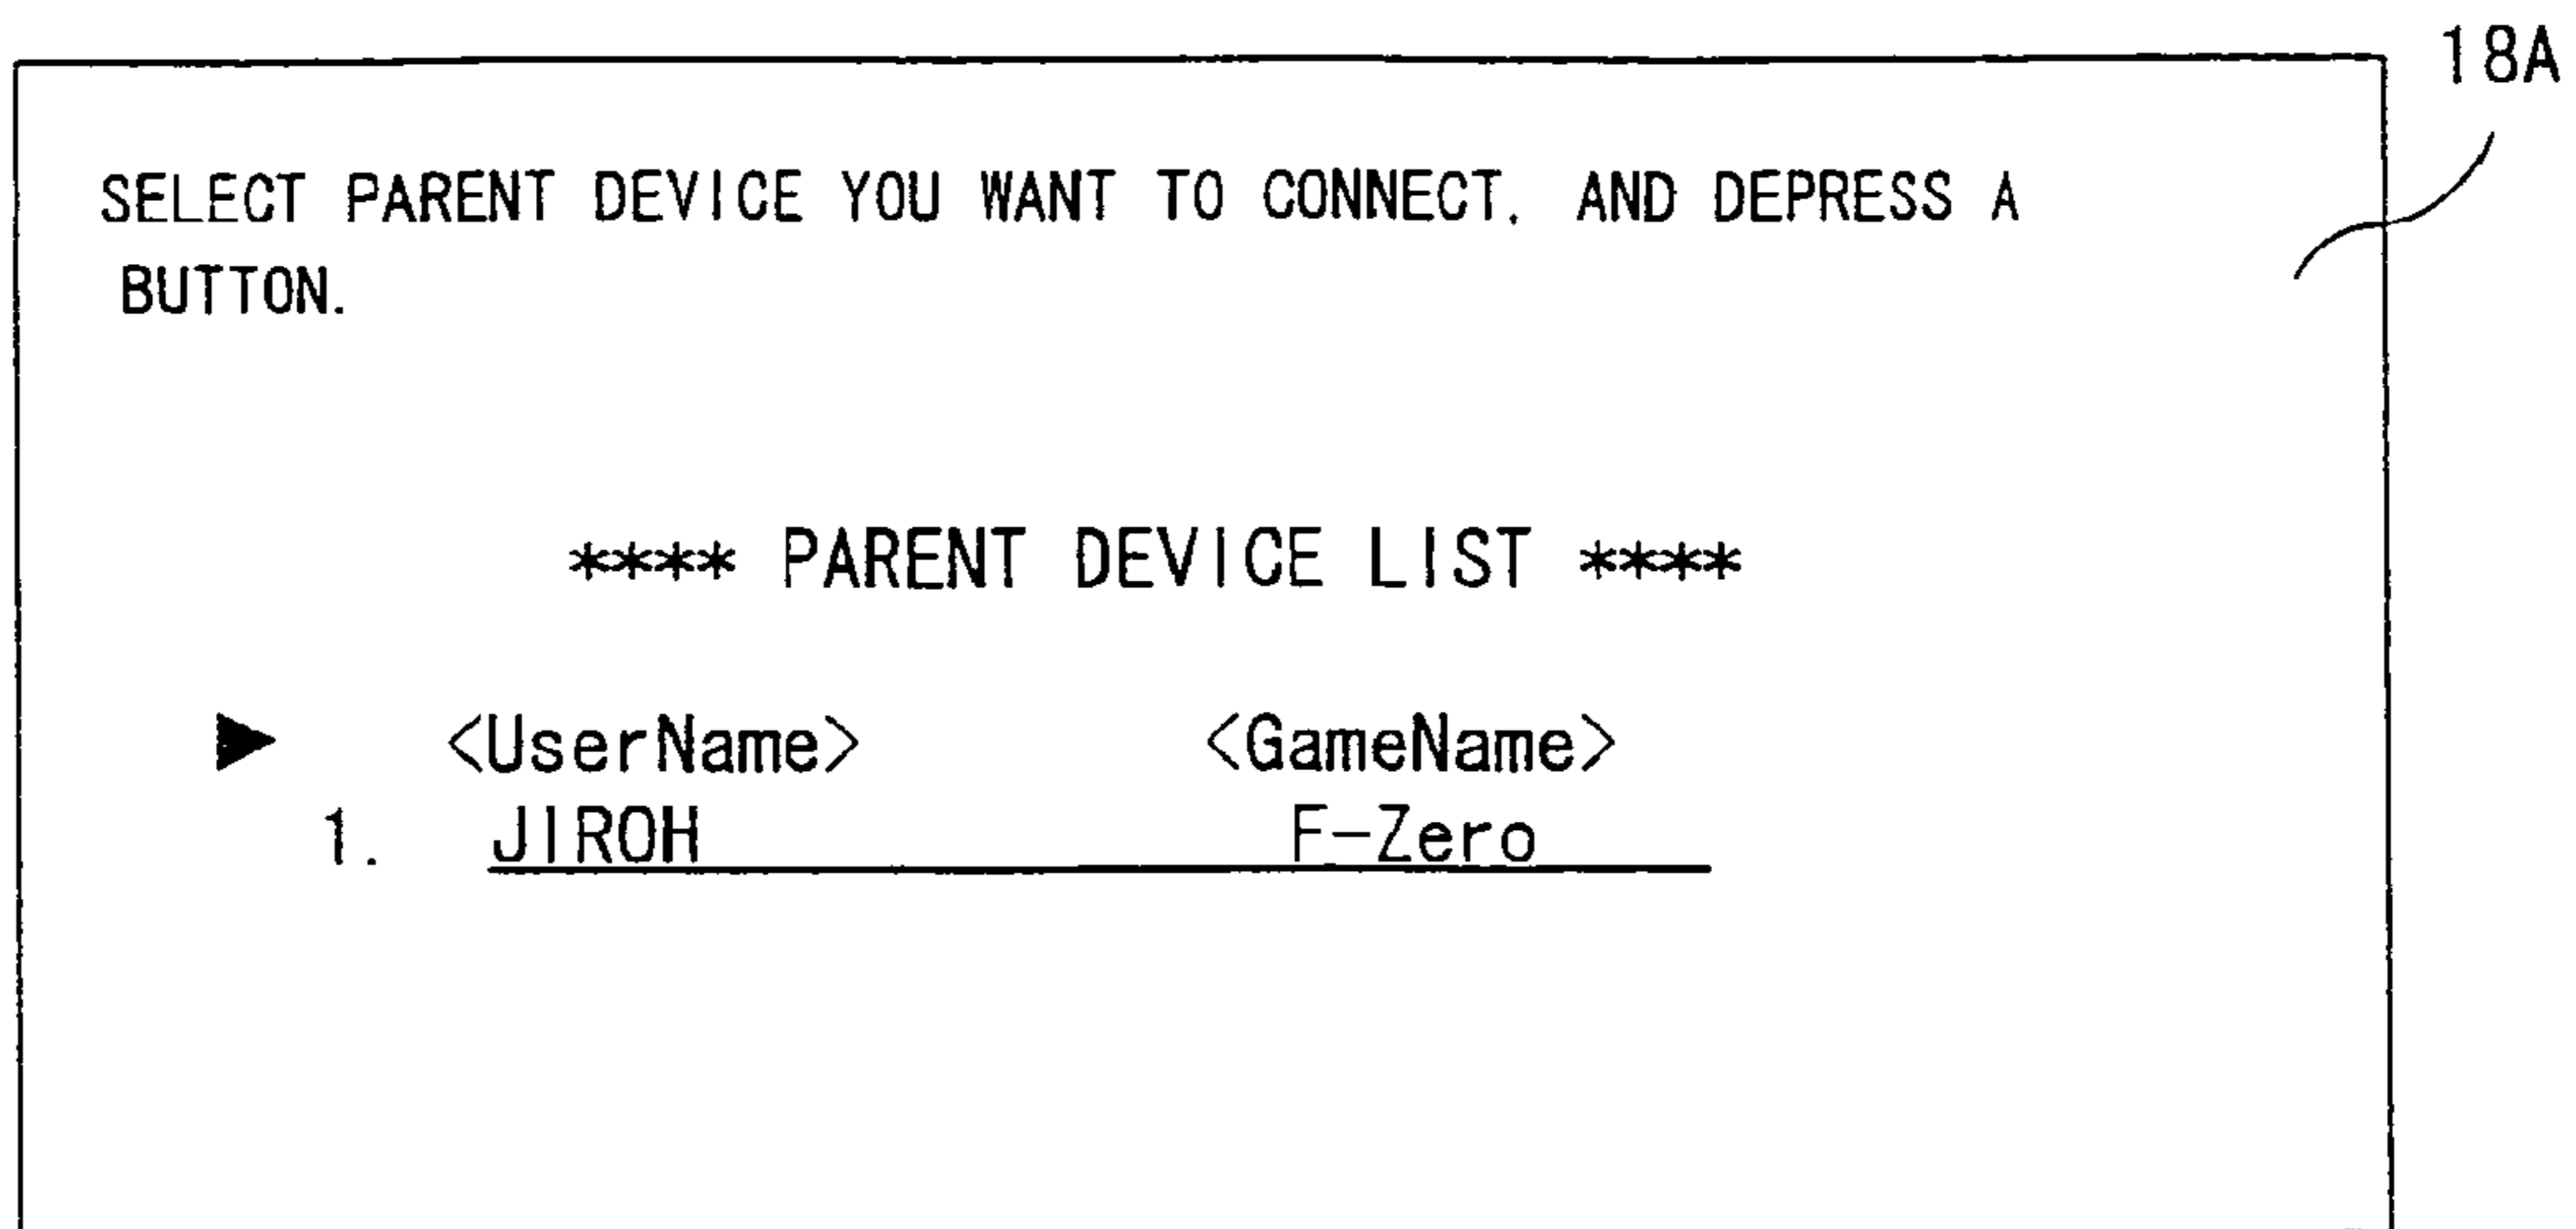 18A
SELECT PARENT DEVICE YOU WANT TO CONNECT, AND DEPRESS A
BUTTON.
**** PARENT DEVICE LIST ****
▶ <UserName> <GameName>
1. JIROH F-Zero